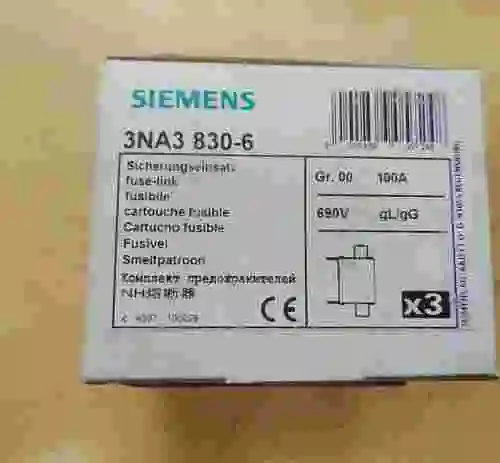 SIEMENS
3NA3 830-6
Sicherungseinsatz
fuse-link
fusibile
cartouche fusible
Cartucho fusible
Fusível
Smeltpatroon
Комплект предохранителей
NH熔断器
Gr. 00 100A
690V gL/gG
CE
x3